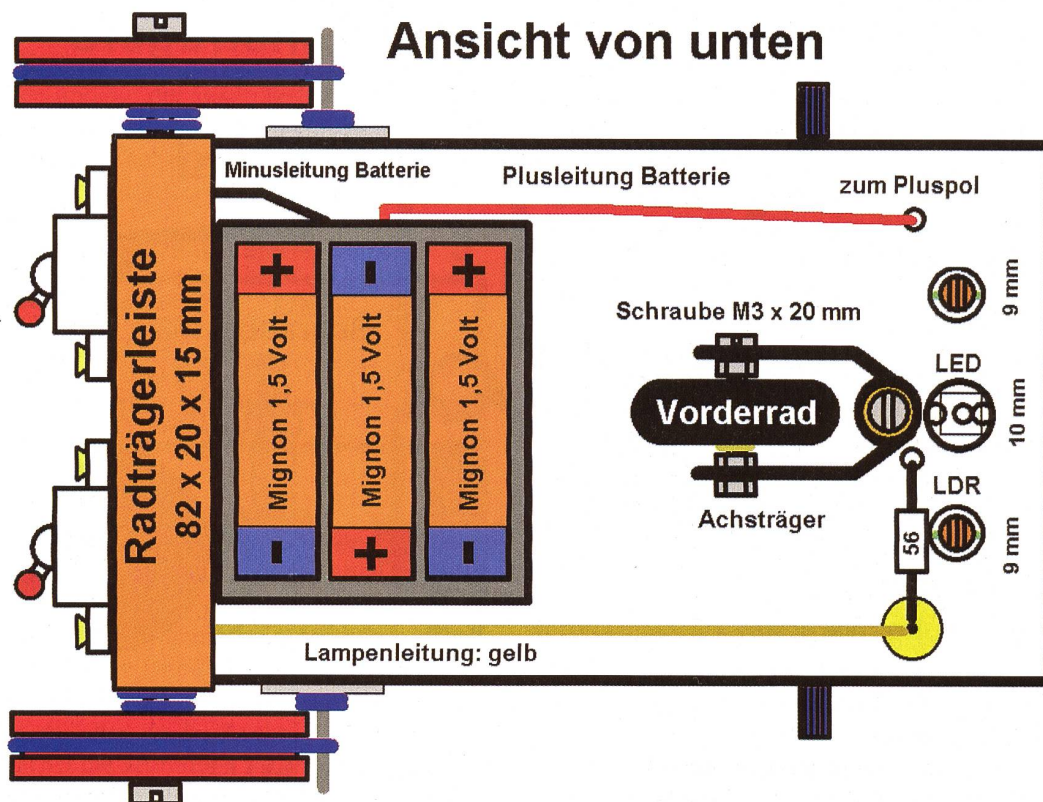 Ansicht von unten
Minusleitung Batterie
Plusleitung Batterie
zum Pluspol
Radträgerleiste
82 x 20 x 15 mm
+
-
+
Mignon 1,5 Volt
Mignon 1,5 Volt
Mignon 1,5 Volt
-
+
-
Schraube M3 x 20 mm
9 mm
LED
Vorderrad
10 mm
LDR
Achsträger
56
9 mm
Lampenleitung: gelb